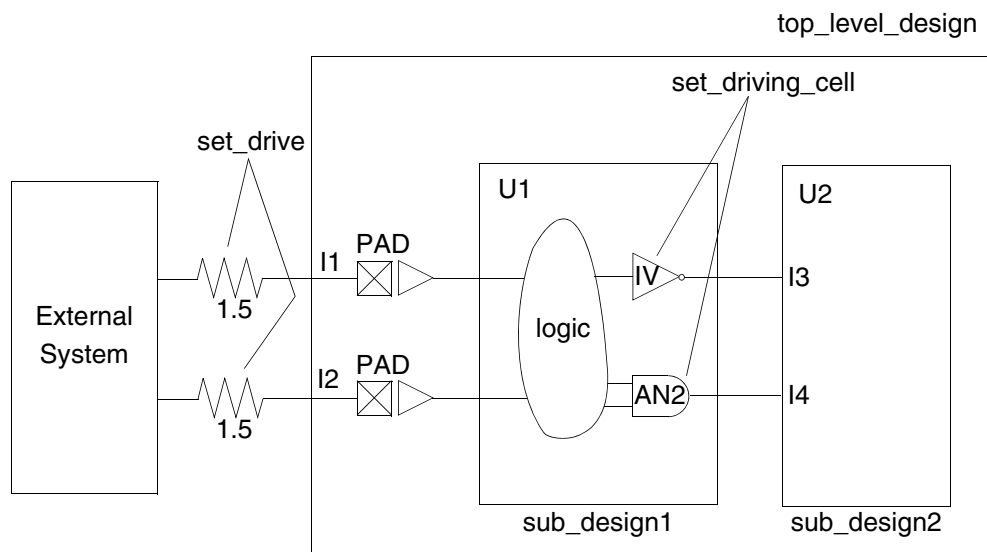 top_level_design
set_driving_cell
set_drive
U1
U2
I1
PAD
IV
I3
1.5
External
System
logic
I2
PAD
AN2
I4
1.5
sub_design1
sub_design2